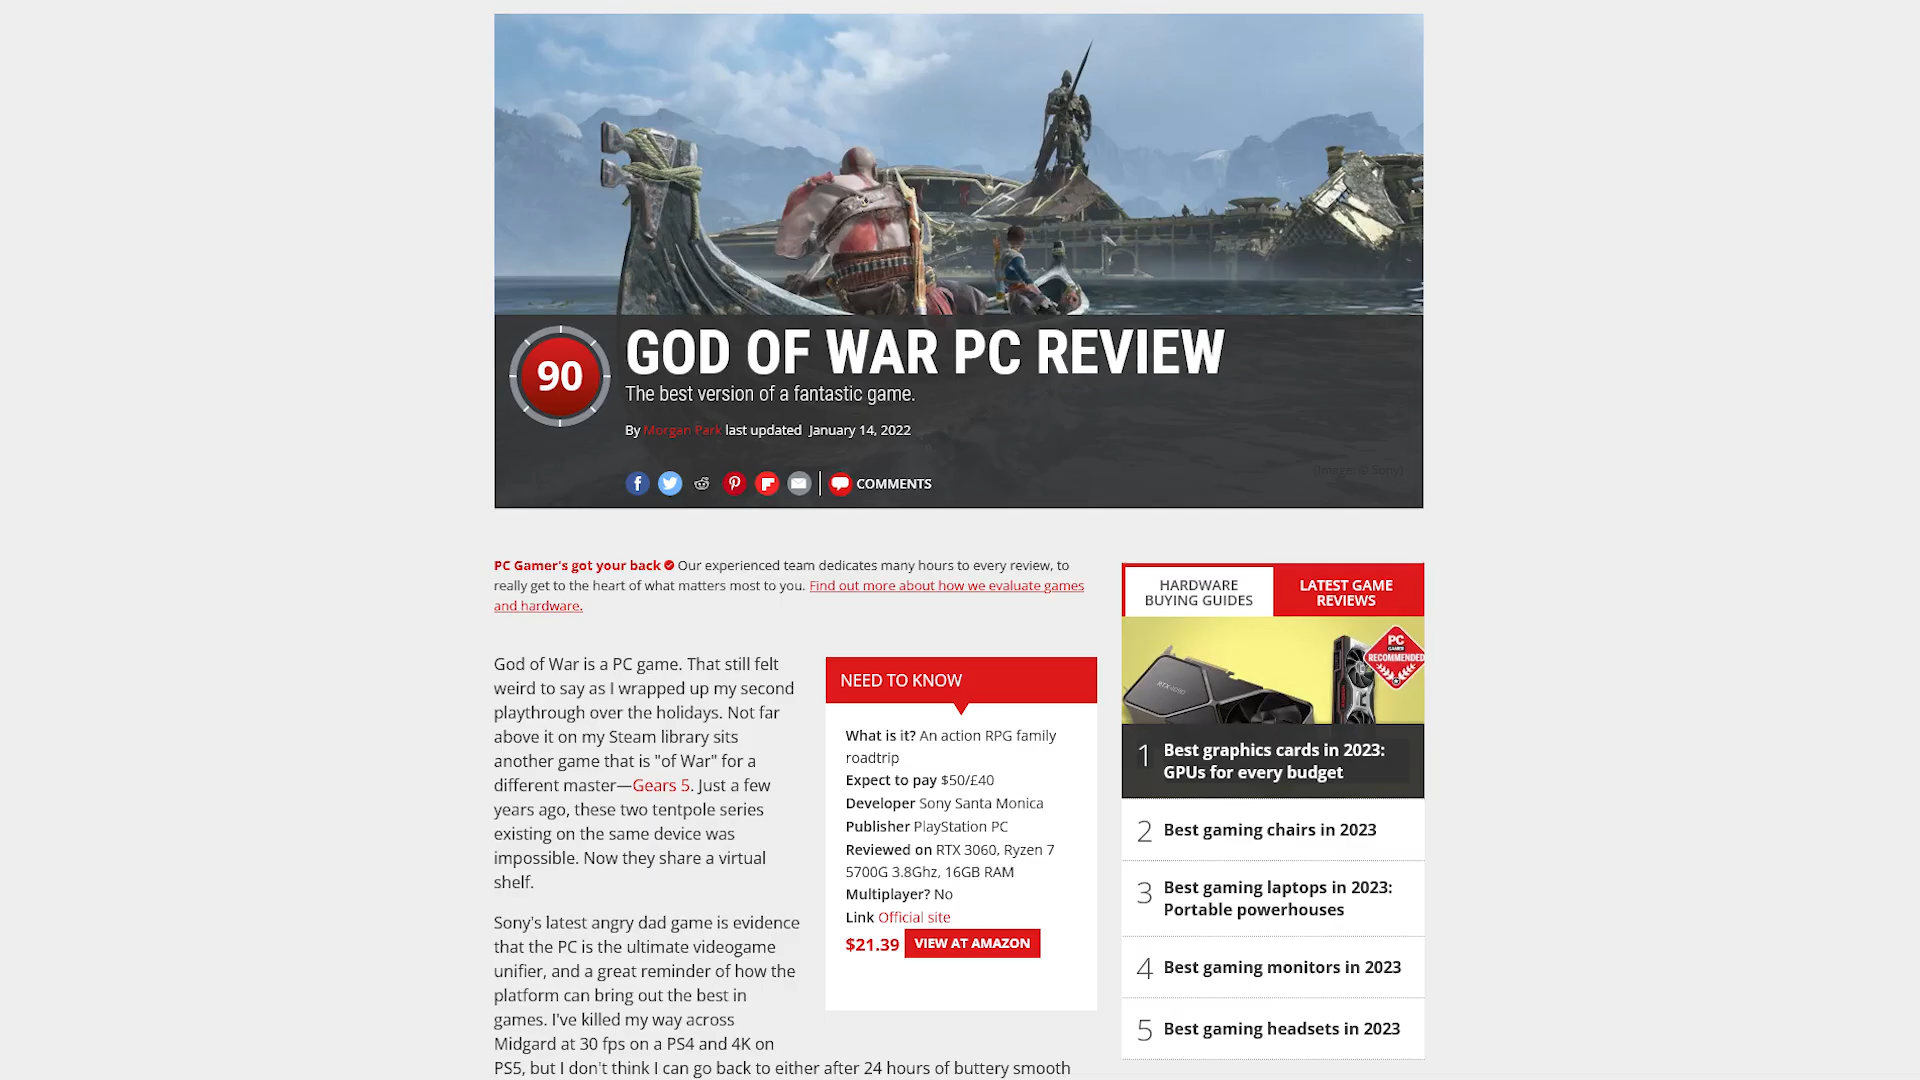 90
GOD OF WAR PC REVIEW
The best version of a fantastic game.
By Morgan Park last updated January 14, 2022
(Image: © Sony)
COMMENTS
PC Gamer's got your back Our experienced team dedicates many hours to every review, to
really get to the heart of what matters most to you. Find out more about how we evaluate games
and hardware.
God of War is a PC game. That still felt
weird to say as I wrapped up my second
playthrough over the holidays. Not far
above it on my Steam library sits
another game that is "of War" for a
different master—Gears 5. Just a few
years ago, these two tentpole series
existing on the same device was
impossible. Now they share a virtual
shelf.
Sony's latest angry dad game is evidence
that the PC is the ultimate videogame
unifier, and a great reminder of how the
platform can bring out the best in
games. I've killed my way across
Midgard at 30 fps on a PS4 and 4K on
PS5, but I don't think I can go back to either after 24 hours of buttery smooth
NEED TO KNOW
What is it? An action RPG family
roadtrip
Expect to pay $50/£40
Developer Sony Santa Monica
Publisher PlayStation PC
Reviewed on RTX 3060, Ryzen 7
5700G 3.8Ghz, 16GB RAM
Multiplayer? No
Link Official site
$21.39 VIEW AT AMAZON
HARDWARE
BUYING GUIDES
LATEST GAME
REVIEWS
PC
GAMER
RECOMMENDED
RTX 4090
1 Best graphics cards in 2023:
GPUs for every budget
2 Best gaming chairs in 2023
3 Best gaming laptops in 2023:
Portable powerhouses
4 Best gaming monitors in 2023
5 Best gaming headsets in 2023